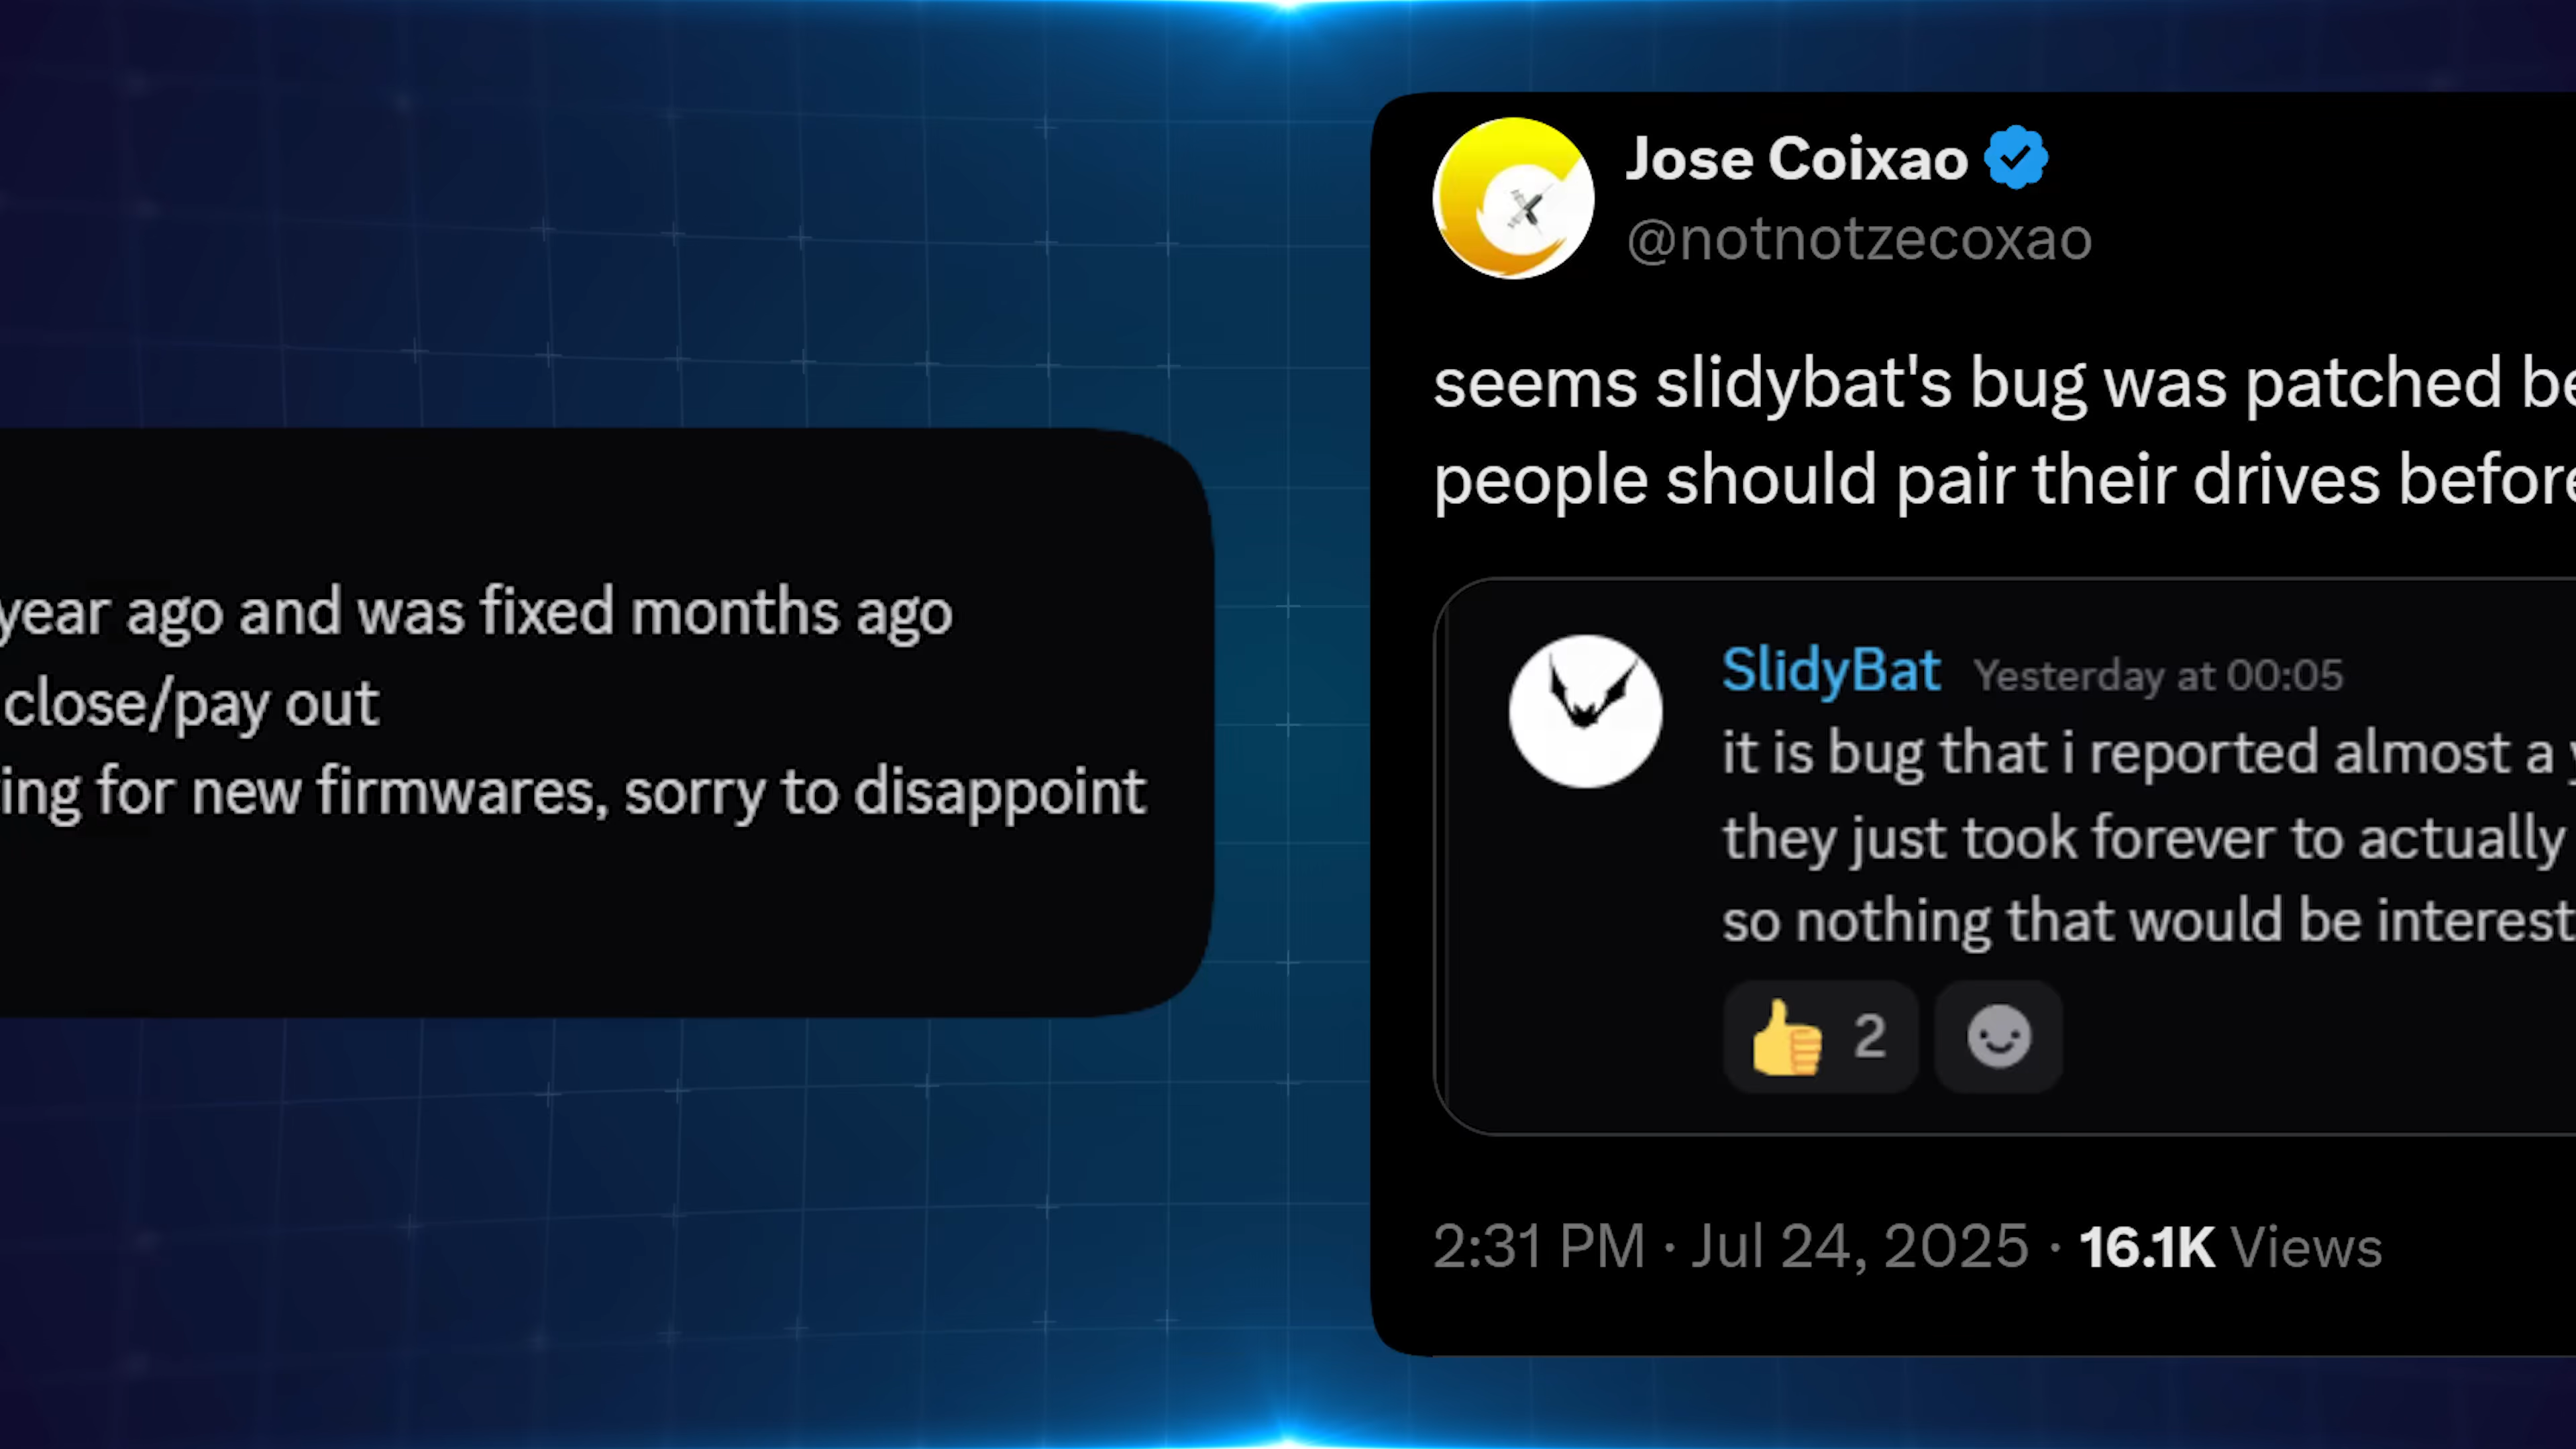 year ago and was fixed months ago
close/pay out
ing for new firmwares, sorry to disappoint
Jose Coixao
@notnotzecoxao
seems slidybat's bug was patched be
people should pair their drives before
SlidyBat Yesterday at 00:05
it is bug that i reported almost a y
they just took forever to actually
so nothing that would be interest
2
2:31 PM · Jul 24, 2025 · 16.1K Views